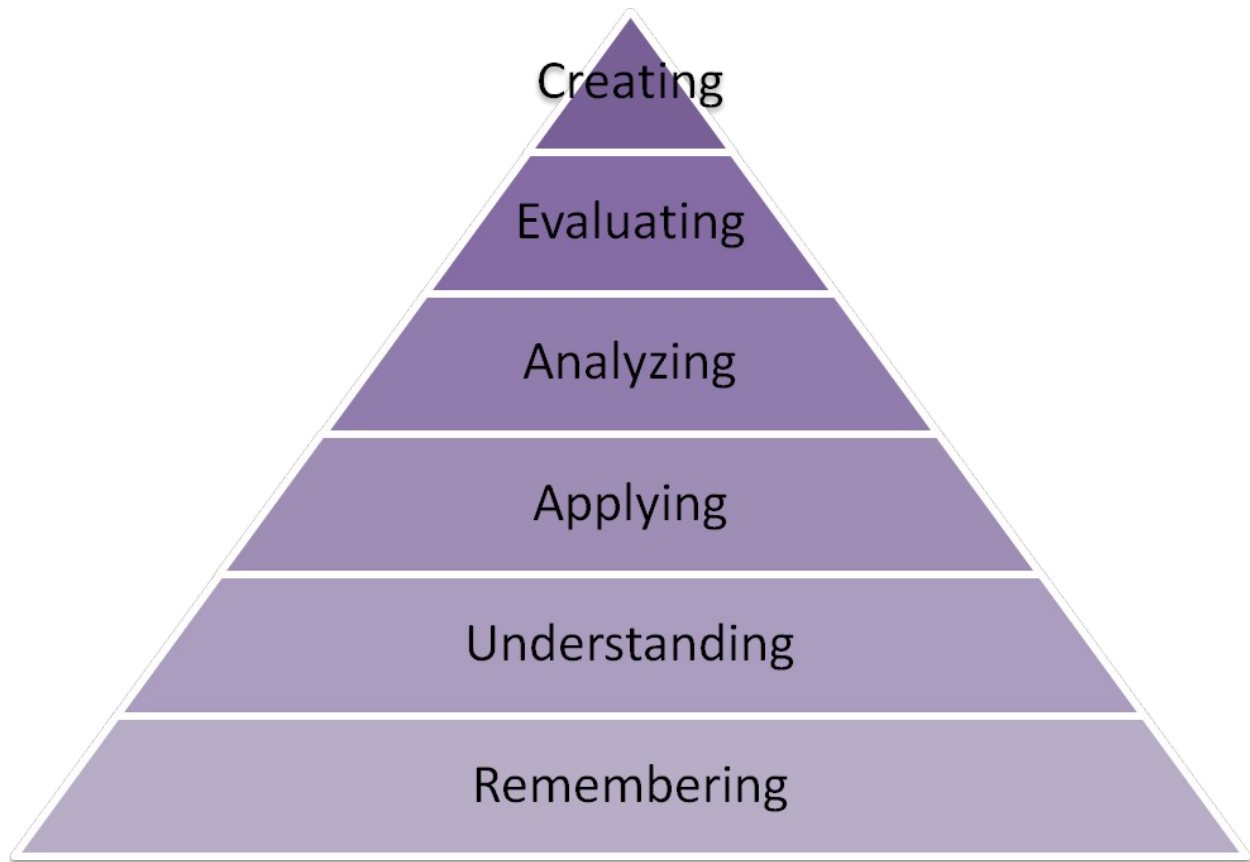 Creating
Evaluating
Analyzing
Applying
Understanding
Remembering